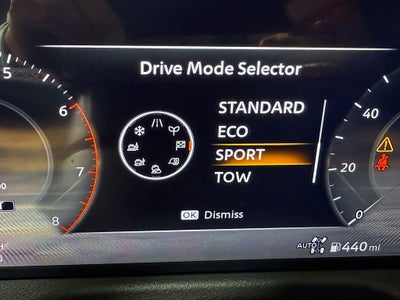 Drive Mode Selector
STANDARD
ECO
SPORT
TOW
OK Dismiss
5
6
7
8
40
20
0
00
AUTO
440 mi